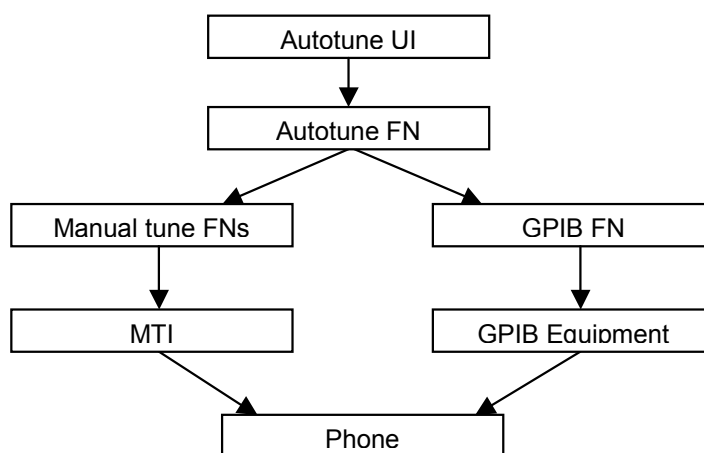 Autotune UI
Autotune FN
Manual tune FNs
GPIB FN
MTI
GPIB Equipment
Phone